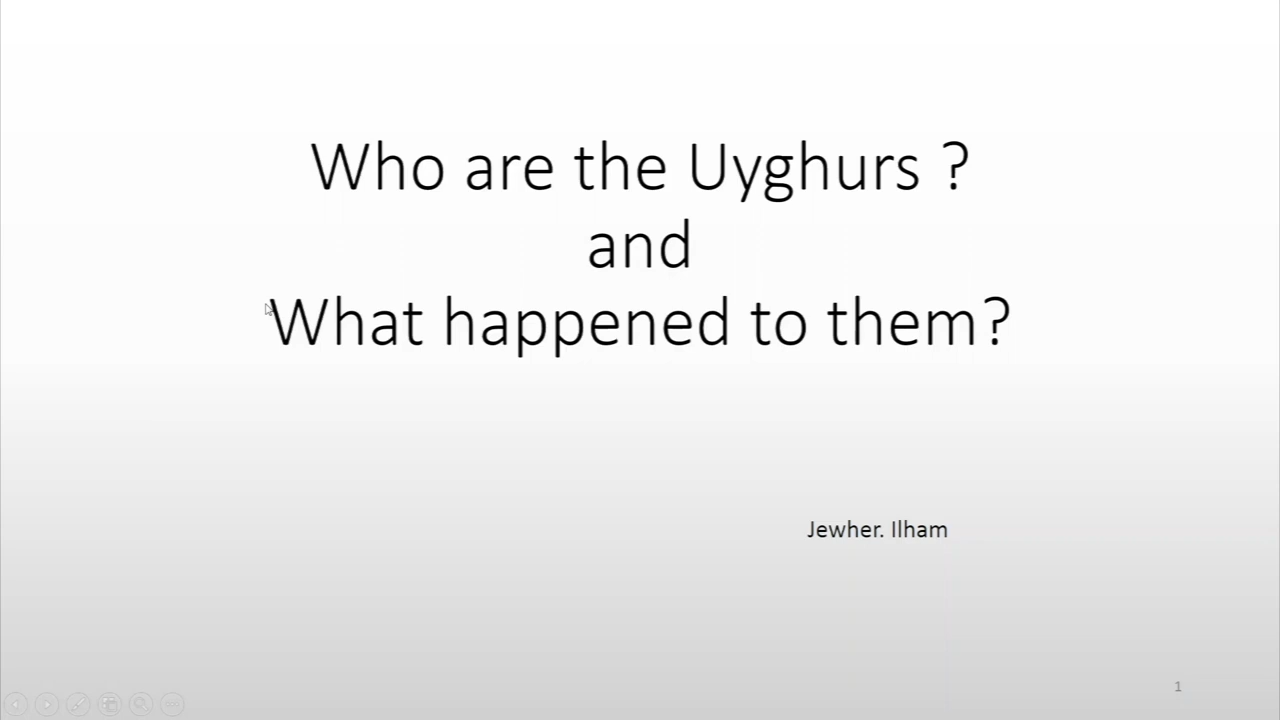 Who are the Uyghurs ?
and
What happened to them?
Jewher. Ilham
1